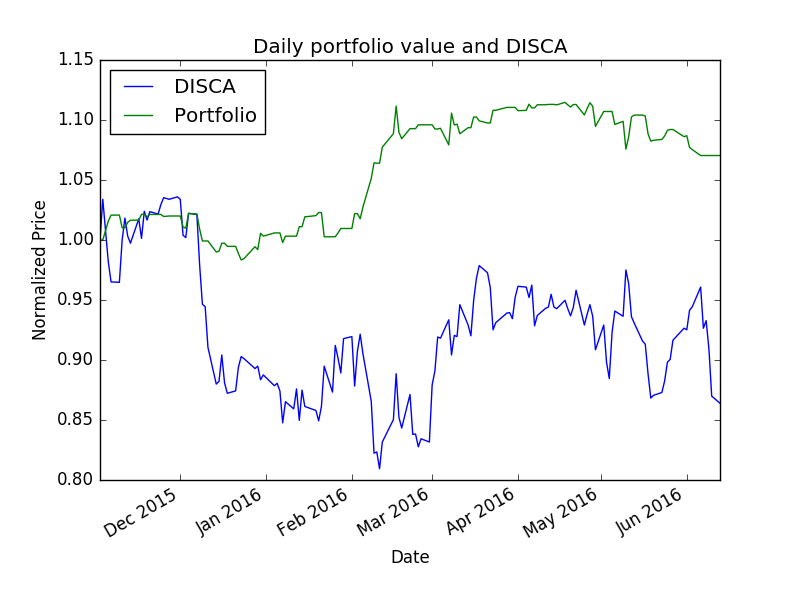 Daily portfolio value and DISCA
1.15
1.10
1.05
1.00
0.95
0.90
0.85
0.80
Normalized Price
DISCA
Portfolio
Dec 2015
Jan 2016
Feb 2016
Mar 2016
Apr 2016
May 2016
Jun 2016
Date